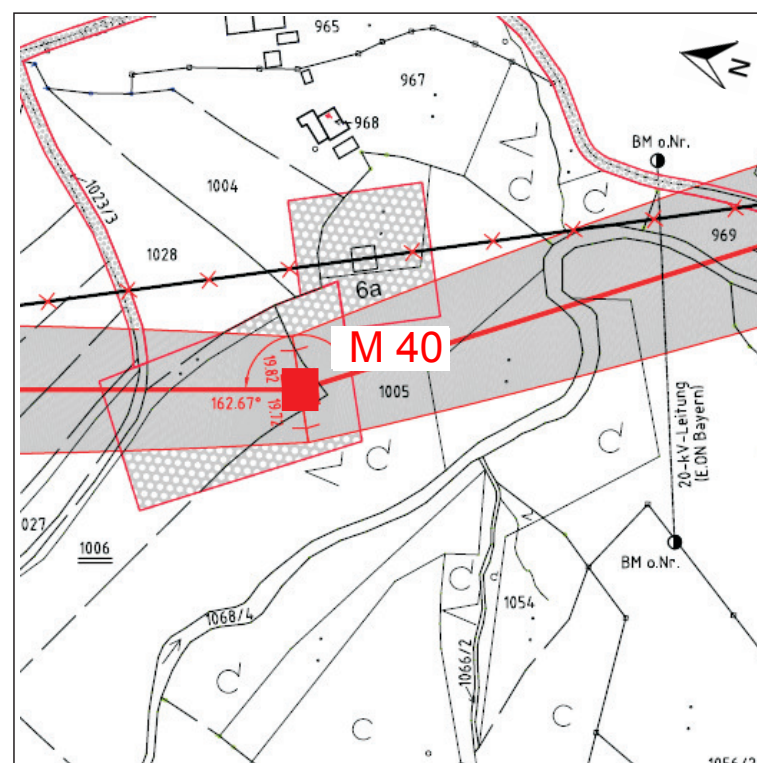 965
967
N
968
BM o.Nr.
1004
1023/3
1028
969
6a
M 40
19.82
162.67°
19.72
1005
20-kV-Leitung
(E.ON Bayern)
1027
1006
BM o.Nr.
1054
1068/4
1066/2